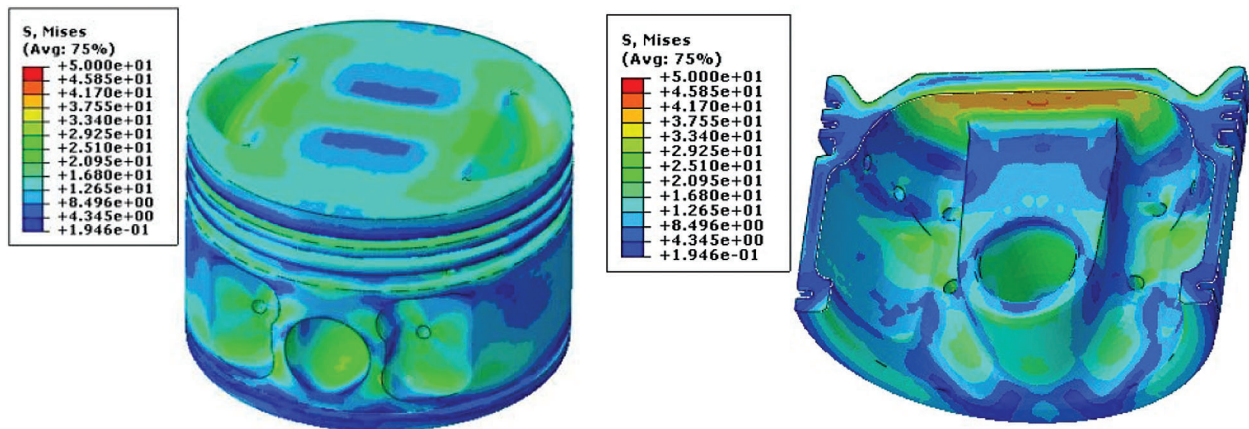 S, Mises
(Avg: 75%)
+5.000e+01
+4.585e+01
+4.170e+01
+3.755e+01
+3.340e+01
+2.925e+01
+2.510e+01
+2.095e+01
+1.680e+01
+1.265e+01
+8.496e+00
+4.345e+00
+1.946e-01
S, Mises
(Avg: 75%)
+5.000e+01
+4.585e+01
+4.170e+01
+3.755e+01
+3.340e+01
+2.925e+01
+2.510e+01
+2.095e+01
+1.680e+01
+1.265e+01
+8.496e+00
+4.345e+00
+1.946e-01